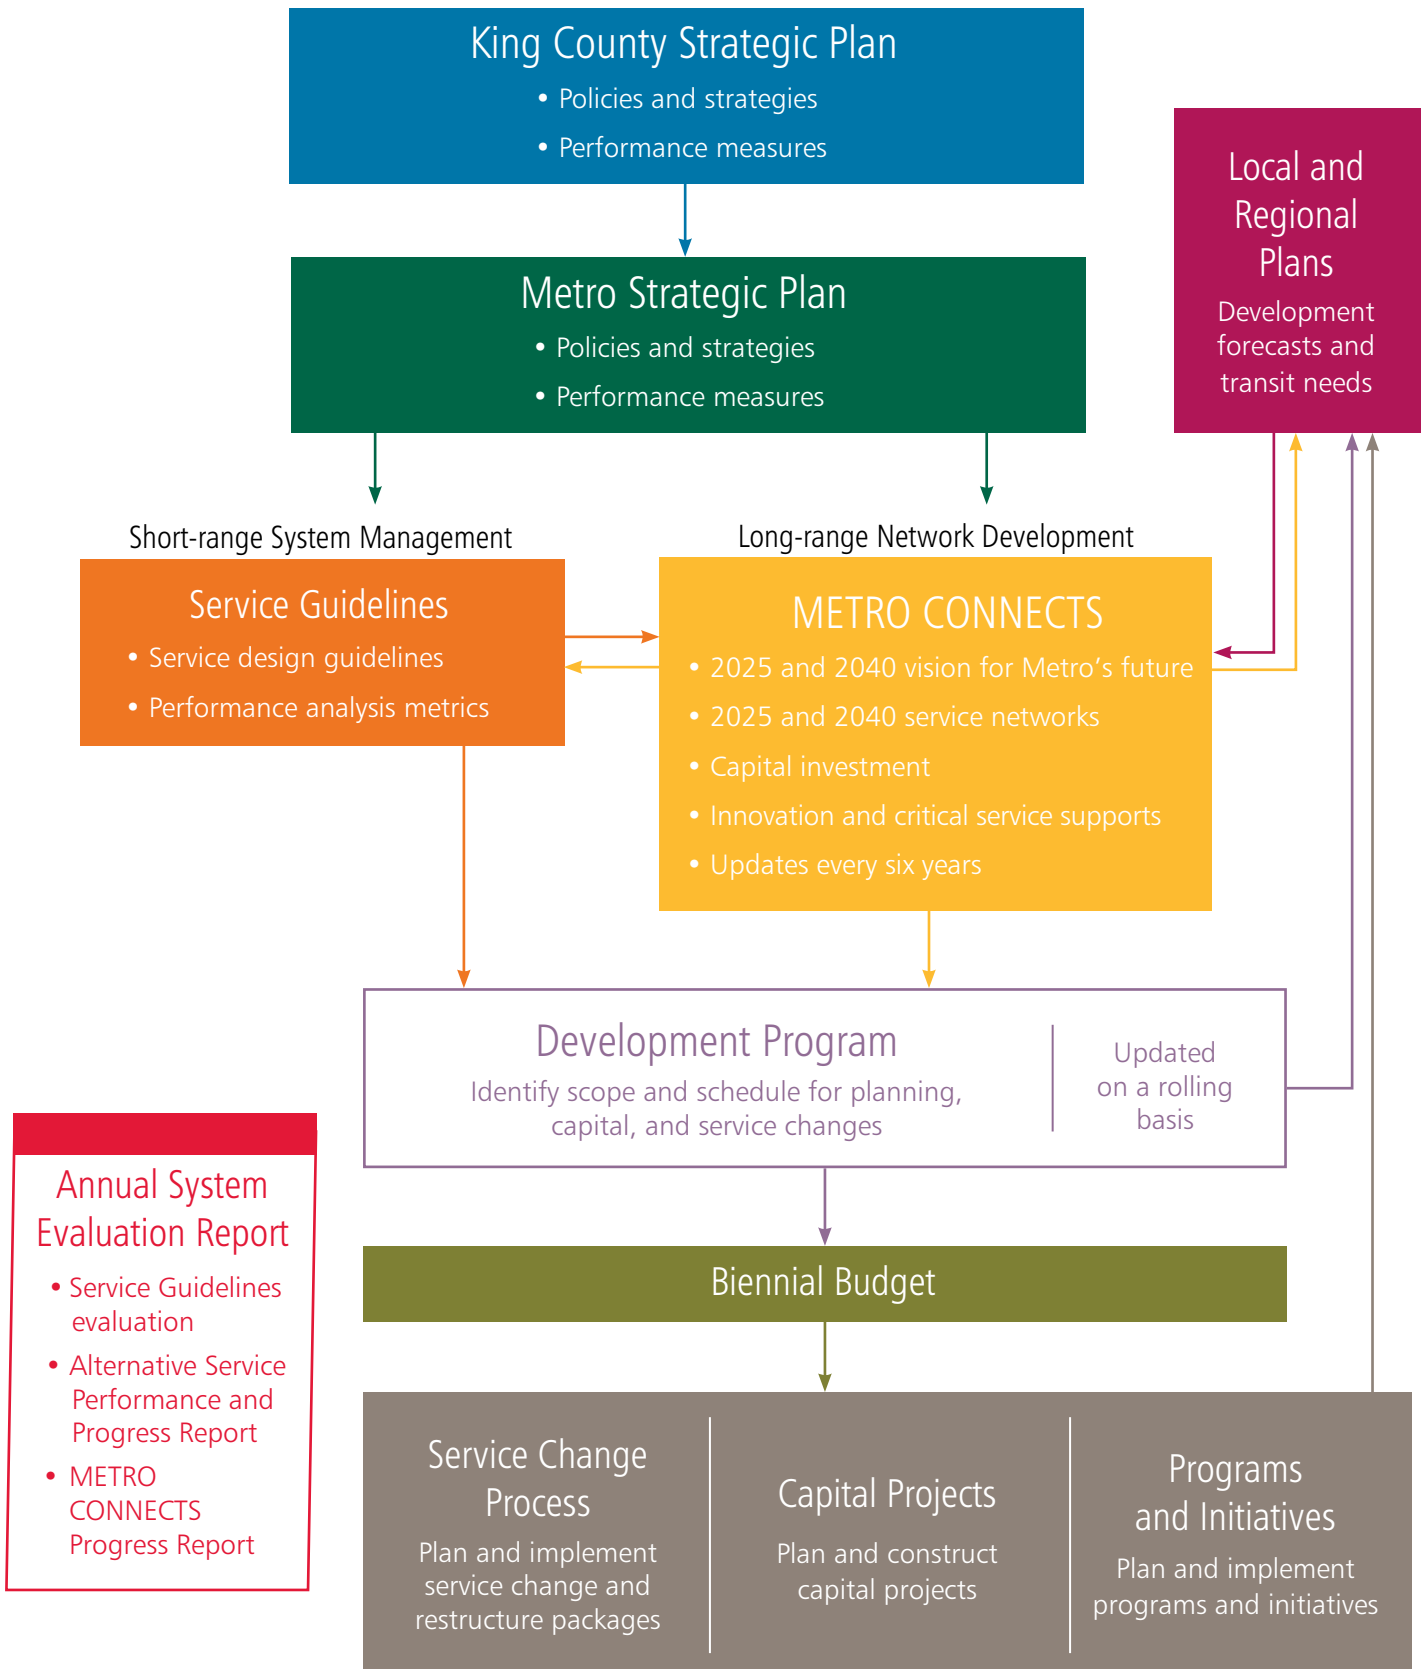 King County Strategic Plan
• Policies and strategies
• Performance measures
Local and
Regional
Plans
Development
forecasts and
transit needs
Metro Strategic Plan
• Policies and strategies
• Performance measures
Short-range System Management
Service Guidelines
• Service design guidelines
• Performance analysis metrics
Long-range Network Development
METRO CONNECTS
• 2025 and 2040 vision for Metro’s future
• 2025 and 2040 service networks
• Capital investment
• Innovation and critical service supports
• Updates every six years
Development Program
Identify scope and schedule for planning,
capital, and service changes
Updated
on a rolling
basis
Annual System
Evaluation Report
• Service Guidelines
evaluation
• Alternative Service
Performance and
Progress Report
• METRO
CONNECTS
Progress Report
Biennial Budget
Service Change
Process
Plan and implement
service change and
restructure packages
Capital Projects
Plan and construct
capital projects
Programs
and Initiatives
Plan and implement
programs and initiatives